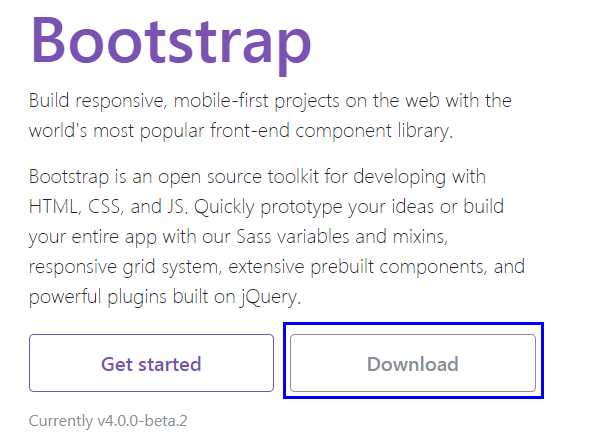 Bootstrap
Build responsive, mobile-first projects on the web with the
world's most popular front-end component library.
Bootstrap is an open source toolkit for developing with
HTML, CSS, and JS. Quickly prototype your ideas or build
your entire app with our Sass variables and mixins,
responsive grid system, extensive prebuilt components, and
powerful plugins built on jQuery.
Get started
Download
Currently v4.0.0-beta.2